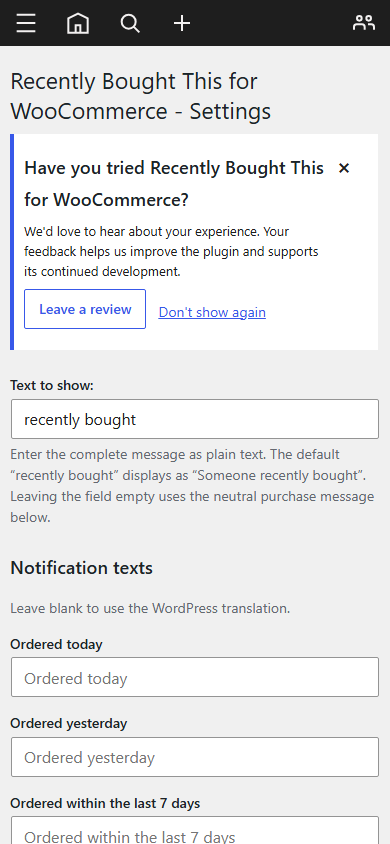 Recently Bought This for
WooCommerce - Settings
Have you tried Recently Bought This
for WooCommerce?
We'd love to hear about your experience. Your
feedback helps us improve the plugin and supports
its continued development.
Leave a review
Don't show again
Text to show:
recently bought
Enter the complete message as plain text. The default
“recently bought” displays as “Someone recently bought”.
Leaving the field empty uses the neutral purchase message
below.
Notification texts
Leave blank to use the WordPress translation.
Ordered today
Ordered today
Ordered yesterday
Ordered yesterday
Ordered within the last 7 days
Ordered within the last 7 days